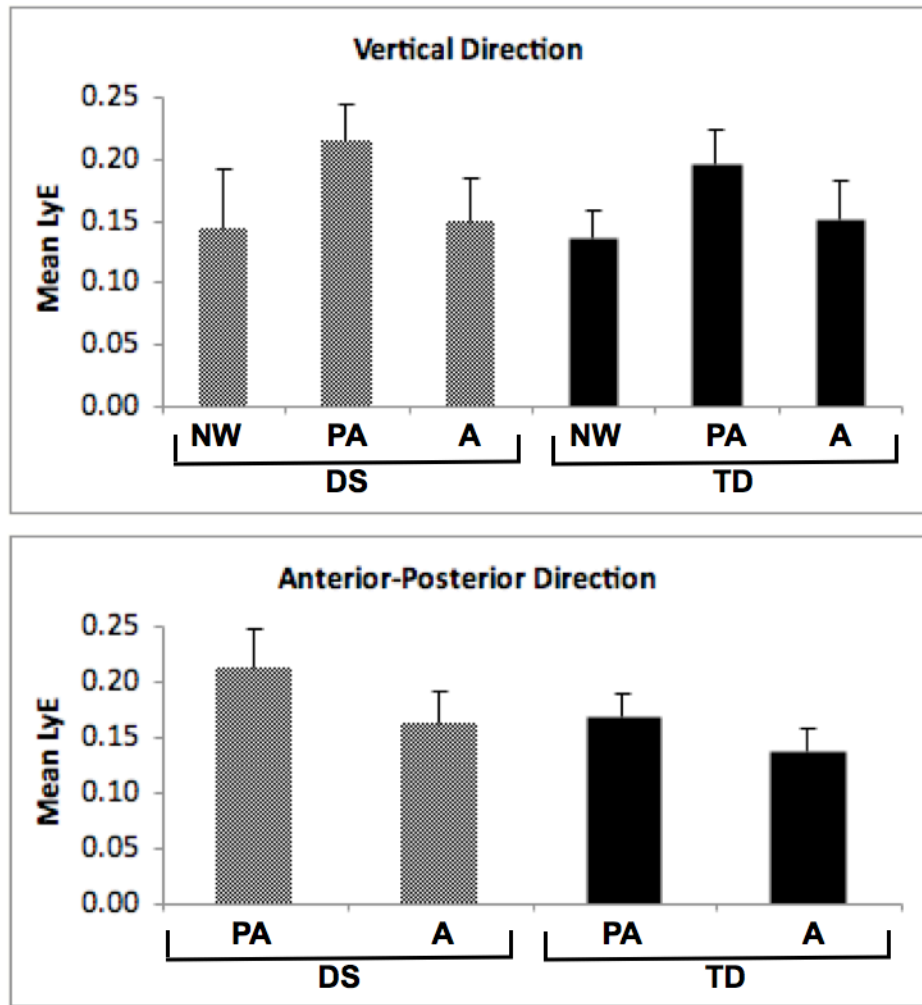 Vertical Direction
Mean LyE
0.25
0.20
0.15
0.10
0.05
0.00
NW PA A NW PA A
DS TD
Anterior-Posterior Direction
Mean LyE
0.25
0.20
0.15
0.10
0.05
0.00
PA A PA A
DS TD